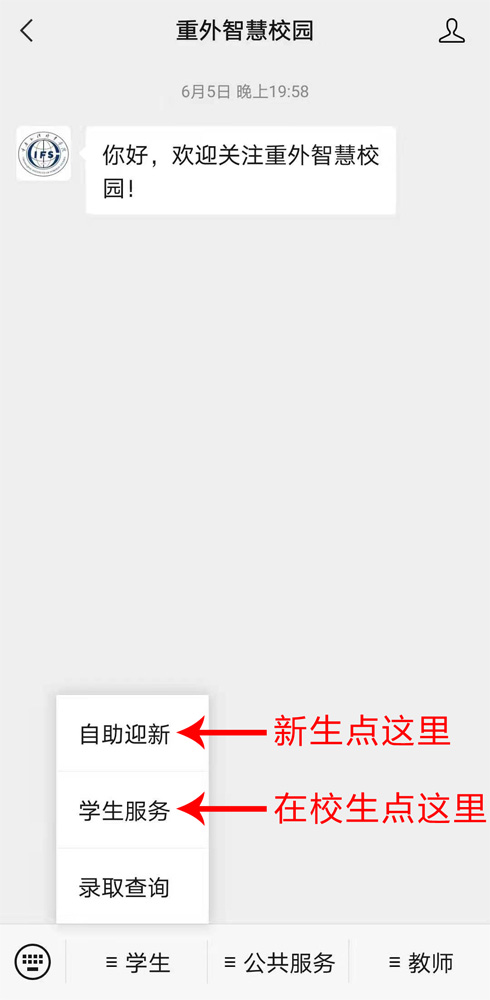 重外智慧校园
6月5日 晚上19:58
IFS
你好，欢迎关注重外智慧校
园！
自助迎新
新生点这里
学生服务
在校生点这里
录取查询
学生
公共服务
教师